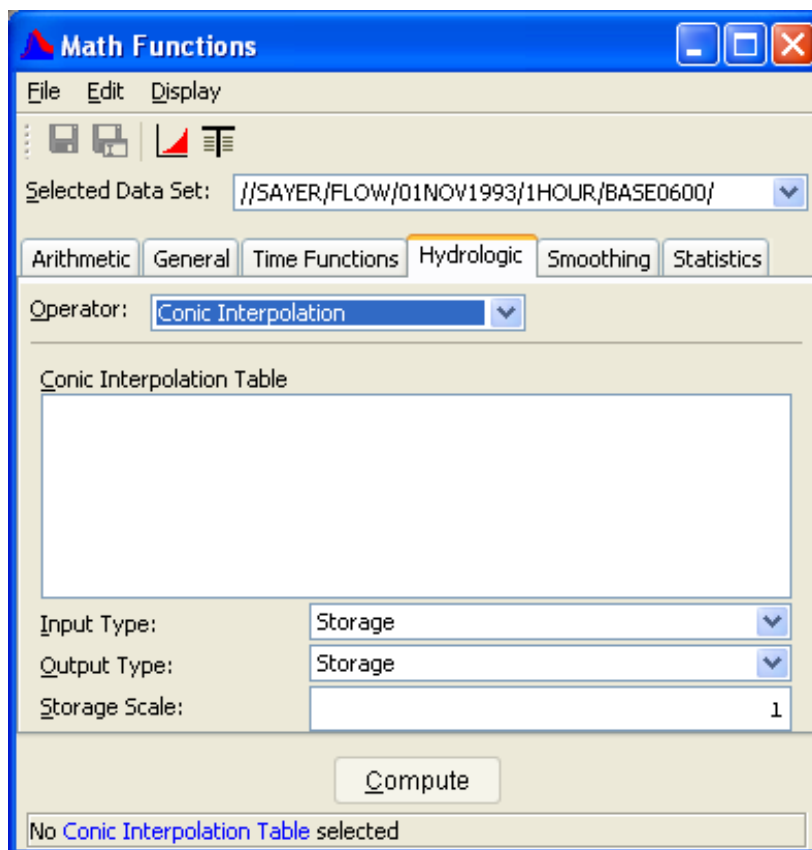 Math Functions
File Edit Display
Selected Data Set: //SAYER/FLOW/01NOV1993/1HOUR/BASE0600/
Arithmetic General Time Functions Hydrologic Smoothing Statistics
Operator: Conic Interpolation
Conic Interpolation Table
Input Type: Storage
Output Type: Storage
Storage Scale: 1
Compute
No Conic Interpolation Table selected